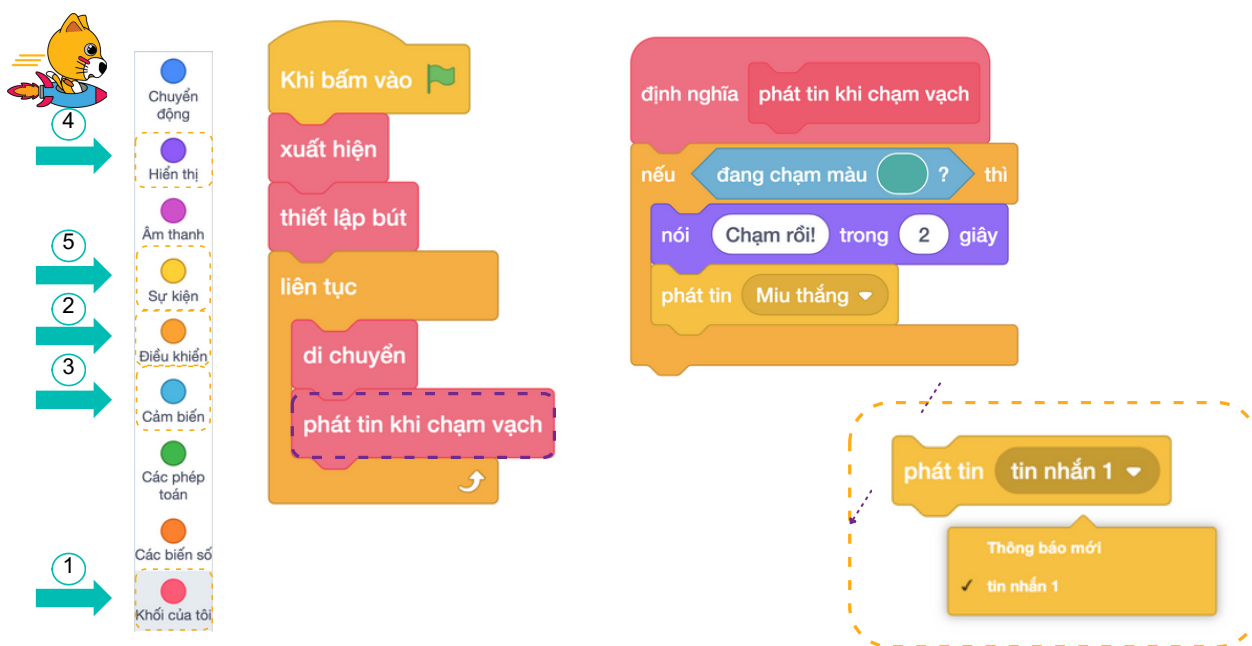 4
5
2
3
1
Chuyển
động
Hiển thị
Âm thanh
Sự kiện
Điều khiển
Cảm biến
Các phép
toán
Các biến số
Khối của tôi
Khi bấm vào
xuất hiện
thiết lập bút
liên tục
di chuyển
phát tin khi chạm vạch
định nghĩa phát tin khi chạm vạch
nếu đang chạm màu ? thì
nói Chạm rồi! trong 2 giây
phát tin Miu thắng
phát tin tin nhắn 1
Thông báo mới
✓ tin nhắn 1